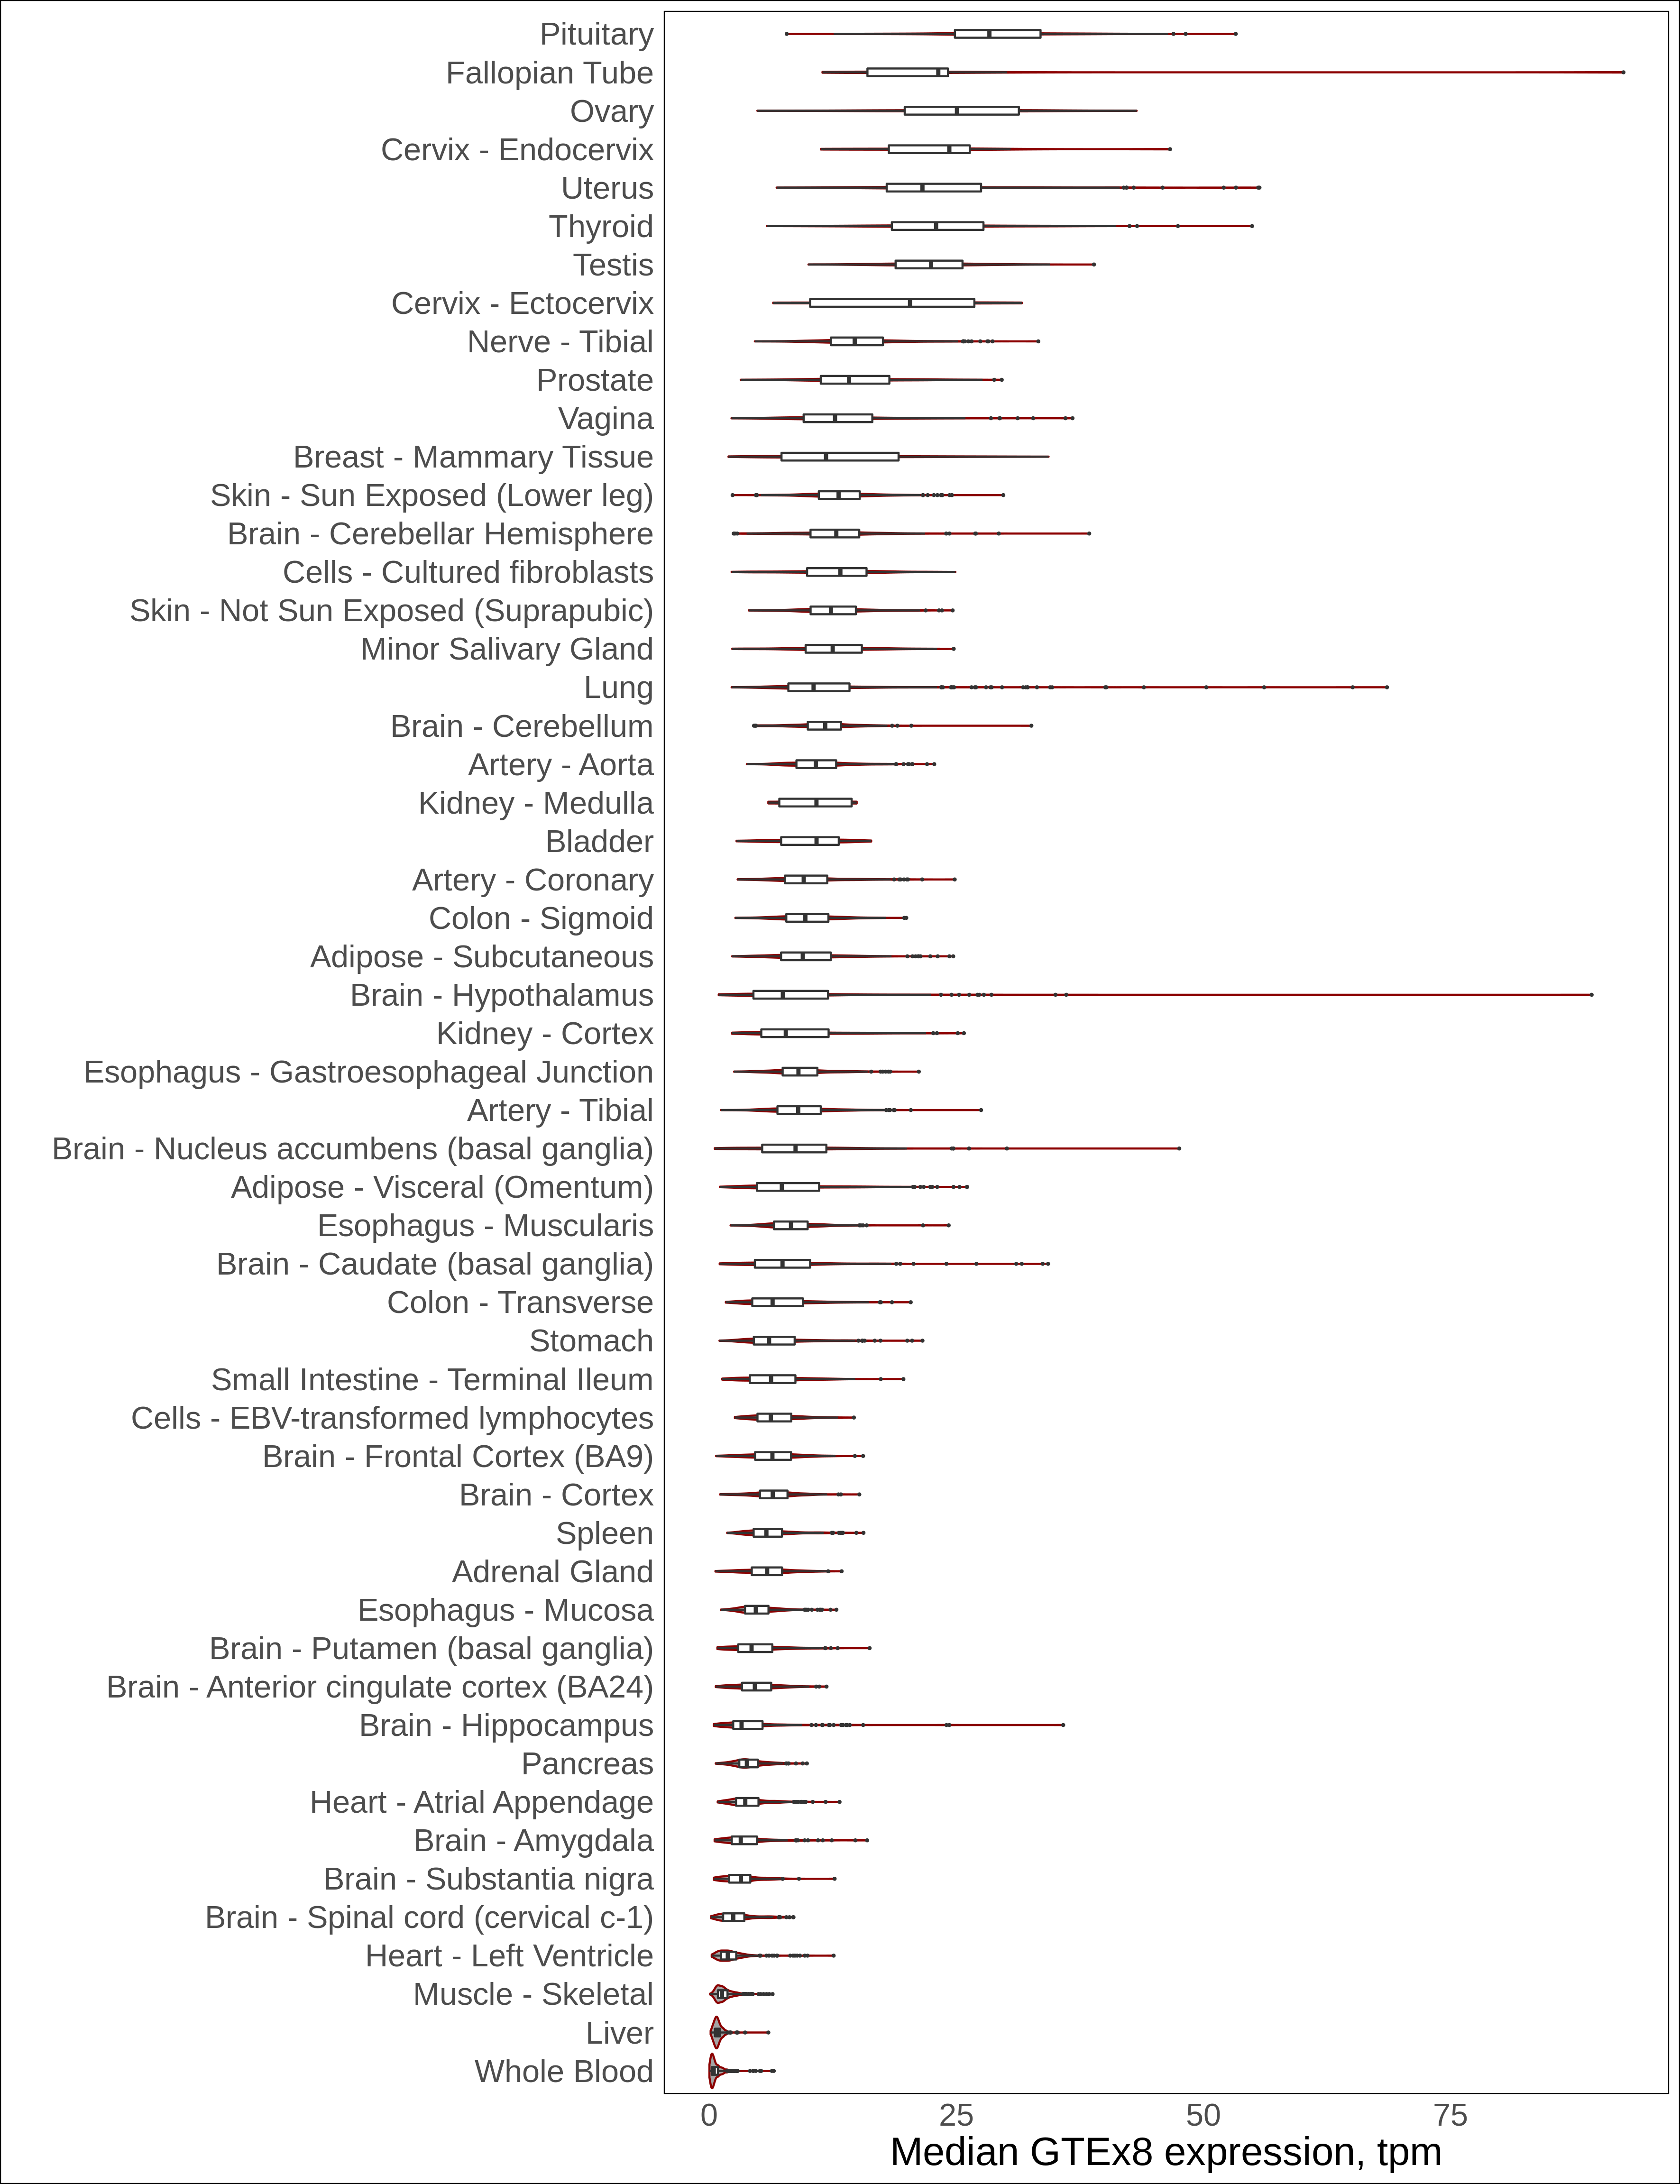 Pituitary
Fallopian Tube
Ovary
Cervix - Endocervix
Uterus
Thyroid
Testis
Cervix - Ectocervix
Nerve - Tibial
Prostate
Vagina
Breast - Mammary Tissue
Skin - Sun Exposed (Lower leg)
Brain - Cerebellar Hemisphere
Cells - Cultured fibroblasts
Skin - Not Sun Exposed (Suprapubic)
Minor Salivary Gland
Lung
Brain - Cerebellum
Artery - Aorta
Kidney - Medulla
Bladder
Artery - Coronary
Colon - Sigmoid
Adipose - Subcutaneous
Brain - Hypothalamus
Kidney - Cortex
Esophagus - Gastroesophageal Junction
Artery - Tibial
Brain - Nucleus accumbens (basal ganglia)
Adipose - Visceral (Omentum)
Esophagus - Muscularis
Brain - Caudate (basal ganglia)
Colon - Transverse
Stomach
Small Intestine - Terminal Ileum
Cells - EBV-transformed lymphocytes
Brain - Frontal Cortex (BA9)
Brain - Cortex
Spleen
Adrenal Gland
Esophagus - Mucosa
Brain - Putamen (basal ganglia)
Brain - Anterior cingulate cortex (BA24)
Brain - Hippocampus
Pancreas
Heart - Atrial Appendage
Brain - Amygdala
Brain - Substantia nigra
Brain - Spinal cord (cervical c-1)
Heart - Left Ventricle
Muscle - Skeletal
Liver
Whole Blood
0 25 50 75
Median GTEx8 expression, tpm